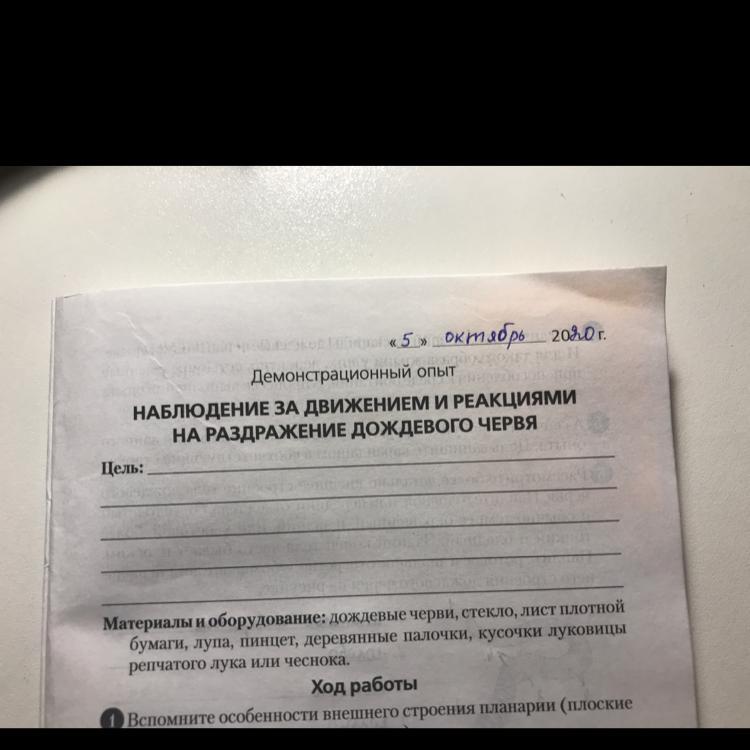 « 5 » октябрь 2020 г.
Демонстрационный опыт
НАБЛЮДЕНИЕ ЗА ДВИЖЕНИЕМ И РЕАКЦИЯМИ
НА РАЗДРАЖЕНИЕ ДОЖДЕВОГО ЧЕРВЯ
Цель:
Материалы и оборудование: дождевые черви, стекло, лист плотной
бумаги, лупа, пинцет, деревянные палочки, кусочки луковицы
репчатого лука или чеснока.
Ход работы
1 Вспомните особенности внешнего строения планарии (плоские